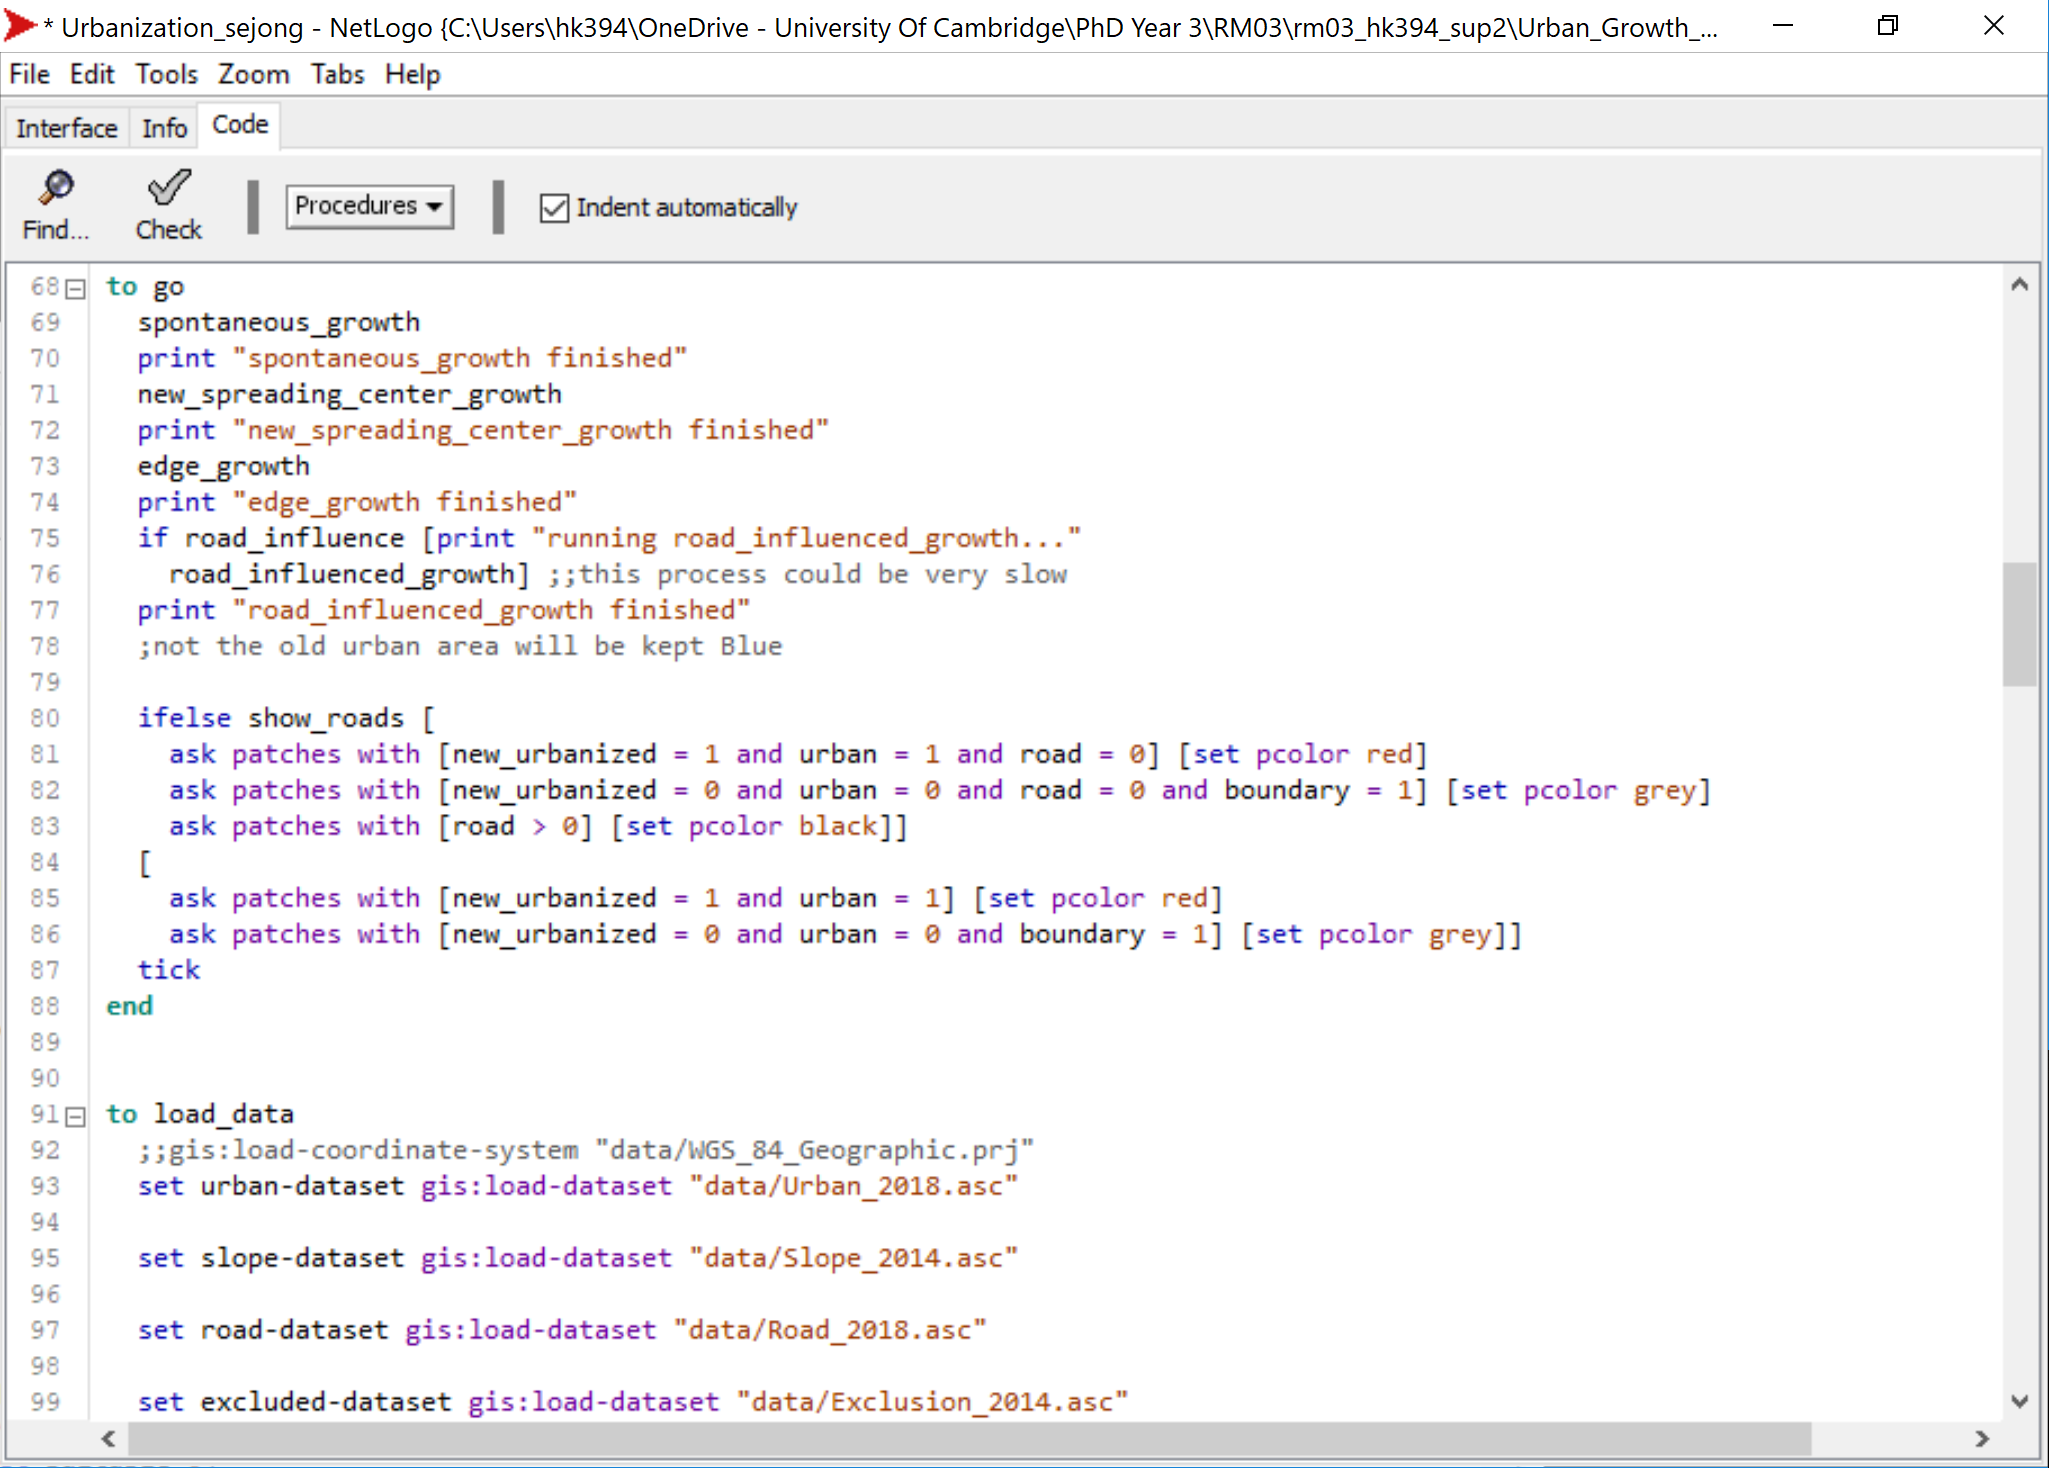 * Urbanization_sejong - NetLogo {C:\Users\hk394\OneDrive - University Of Cambridge\PhD Year 3\RM03\rm03_hk394_sup2\Urban_Growth_...
File Edit Tools Zoom Tabs Help
Interface Info Code
Find... Check Procedures Indent automatically
68 to go
69 spontaneous_growth
70 print "spontaneous_growth finished"
71 new_spreading_center_growth
72 print "new_spreading_center_growth finished"
73 edge_growth
74 print "edge_growth finished"
75 if road_influence [print "running road_influenced_growth..."
76 road_influenced_growth] ;;this process could be very slow
77 print "road_influenced_growth finished"
78 ;not the old urban area will be kept Blue
79
80 ifelse show_roads [
81 ask patches with [new_urbanized = 1 and urban = 1 and road = 0] [set pcolor red]
82 ask patches with [new_urbanized = 0 and urban = 0 and road = 0 and boundary = 1] [set pcolor grey]
83 ask patches with [road > 0] [set pcolor black]]
84 [
85 ask patches with [new_urbanized = 1 and urban = 1] [set pcolor red]
86 ask patches with [new_urbanized = 0 and urban = 0 and boundary = 1] [set pcolor grey]]
87 tick
88 end
89
90
91 to load_data
92 ;;gis:load-coordinate-system "data/WGS_84_Geographic.prj"
93 set urban-dataset gis:load-dataset "data/Urban_2018.asc"
94
95 set slope-dataset gis:load-dataset "data/Slope_2014.asc"
96
97 set road-dataset gis:load-dataset "data/Road_2018.asc"
98
99 set excluded-dataset gis:load-dataset "data/Exclusion_2014.asc"